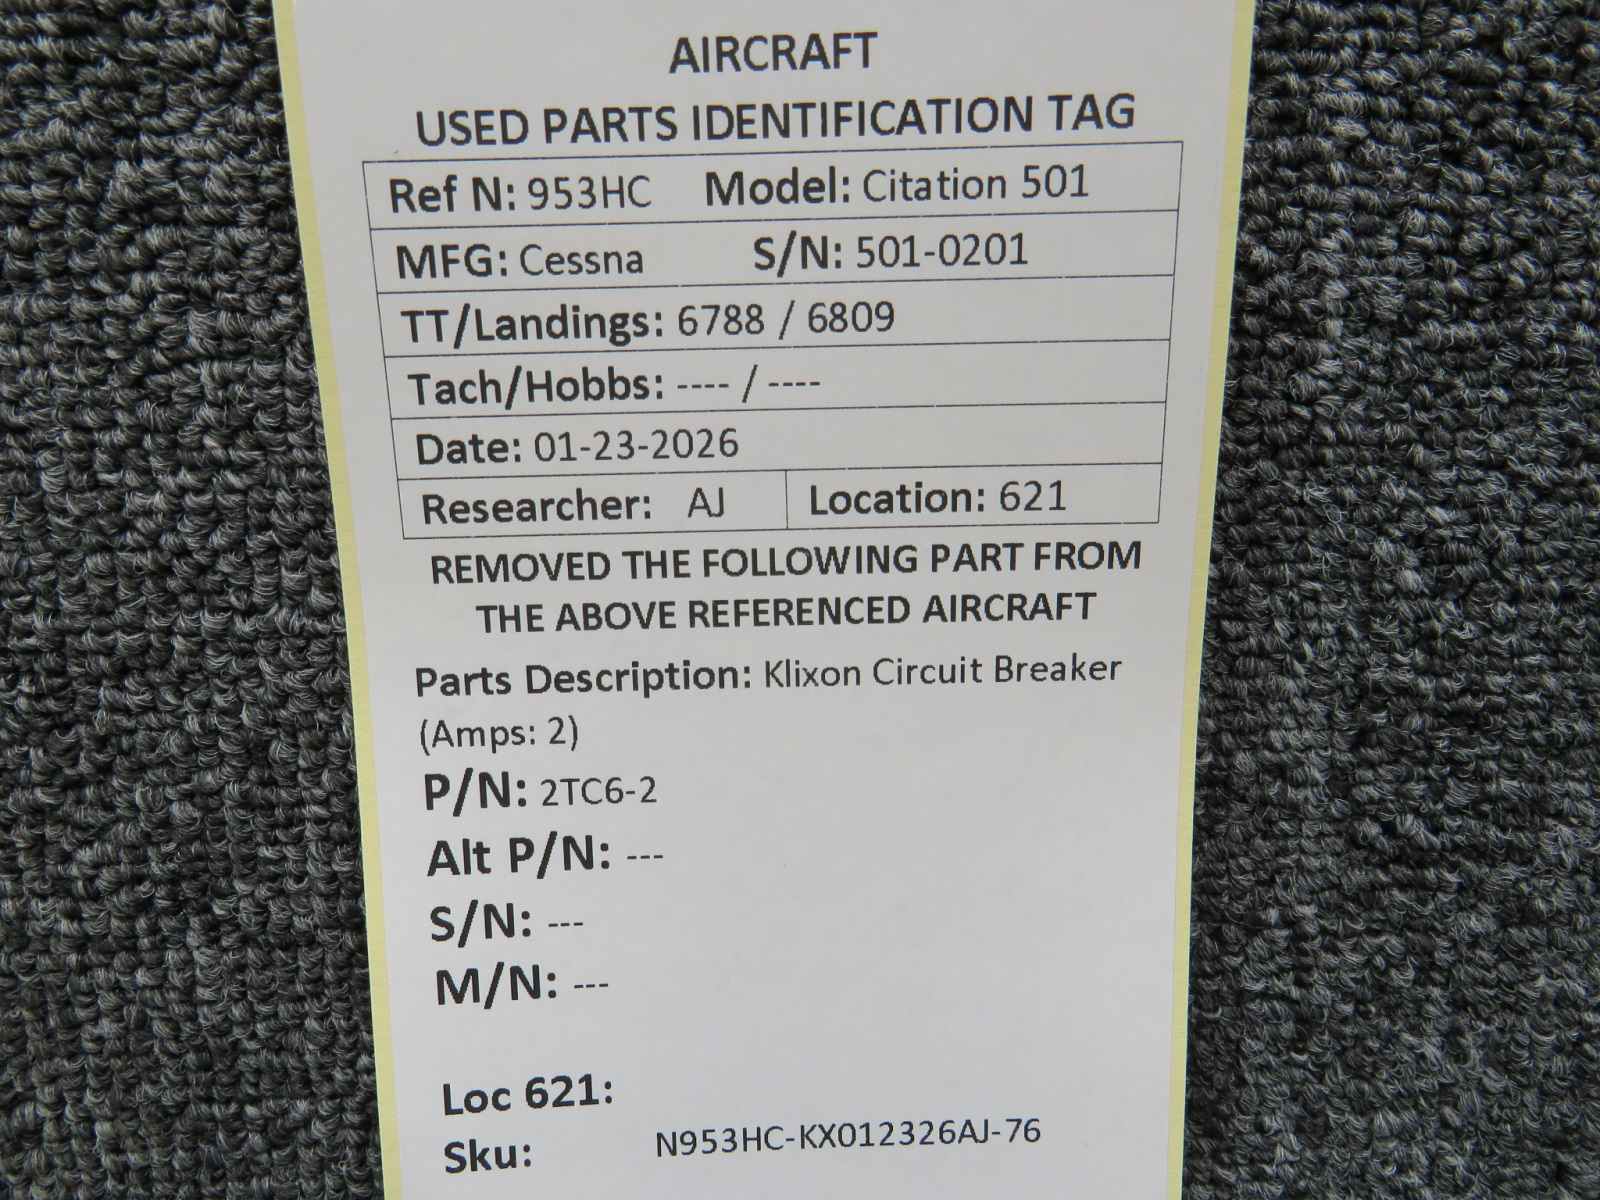 AIRCRAFT
USED PARTS IDENTIFICATION TAG
Ref N: 953HC Model: Citation 501
MFG: Cessna S/N: 501-0201
TT/Landings: 6788 / 6809
Tach/Hobbs: ---- / ----
Date: 01-23-2026
Researcher: AJ Location: 621
REMOVED THE FOLLOWING PART FROM
THE ABOVE REFERENCED AIRCRAFT
Parts Description: Klixon Circuit Breaker
(Amps: 2)
P/N: 2TC6-2
Alt P/N: ---
S/N: ---
M/N: ---
Loc 621:
Sku: N953HC-KX012326AJ-76